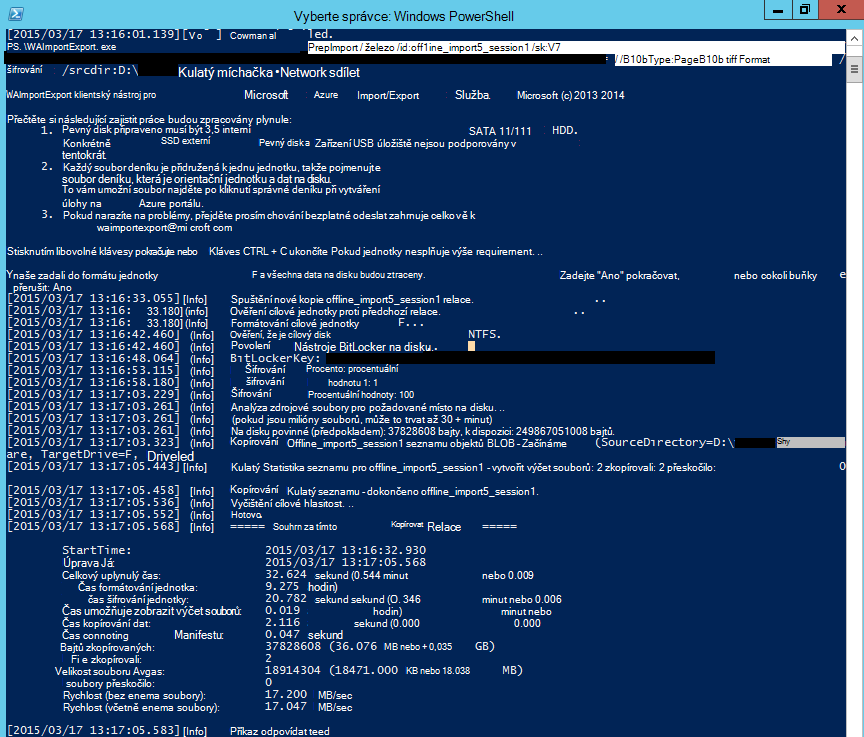 Vyberte správce: Windows PowerShell
[2015/03/17 13:16:01.139] [Vo ] Cowman al led.
PS. \WAImportExport. exe PrepImport / železo /id:off1ine_import5_session1 /sk:V7
/ /B10bType:PageB10b tiff Format /
šifrování /srcdir:D:\ Kulatý míchačka • Network sdílet
WAImportExport klientský nástroj pro Microsoft Azure Import/Export Služba. Microsoft (c) 2013 2014
Přečtěte si následující zajistit práce budou zpracovány plynule:
1. Pevný disk připraveno musí být 3,5 interní SATA 11/111 HDD.
Konkrétně SSD externí Pevný disk a Zařízení USB úložiště nejsou podporovány v
tentokrát.
2. Každý soubor deníku je přidružená k jednu jednotku, takže pojmenujte
soubor deníku, která je orientační jednotku a dat na disku.
To vám umožní soubor najděte po kliknutí správné deníku při vytváření
úlohy na Azure portálu.
3. Pokud narazíte na problémy, přejděte prosím chování bezplatné odeslat zahrnuje celkově k
waimportexport@mi croft com
Stisknutím libovolné klávesy pokračujte nebo Kláves CTRL + C ukončíte Pokud jednotky nesplňuje výše requirement. ..
Y naše zadali do formátu jednotky F a všechna data na disku budou ztraceny. Zadejte "Ano" pokračovat, nebo cokoli buňky e
přerušit: Ano
[2015/03/17 13:16:33.055] [Info] Spuštění nové kopie offline_import5_session1 relace. ..
[2015/03/17 13:16: 33.180] (info] Ověření cílové jednotky proti předchozí relace. ..
[2015/03/17 13:16: 33.180] (Info] Formátování cílové jednotky F...
[2015/03/17 13:16:42.460] (Info] Ověření, že je cílový disk NTFS.
[2015/03/17 13:16:42.460] [Info] Povolení Nástroje BitLocker na disku..
[2015/03/17 13:16:48.064] (Info] BitLockerKey:
[2015/03/17 13:16:53.115] [Info] Šifrování Procento: procentuální
[2015/03/17 13:16:58.180] [Info] šifrování hodnotu 1: 1
[2015/03/17 13:17:03.229] (Info] Šifrování Procentuální hodnoty: 100
[2015/03/17 13:17:03.261] (Info] Analýza zdrojové soubory pro požadované místo na disku. ..
[2015/03/17 13:17:03.261] (Info] (pokud jsou milióny souborů, může to trvat až 30 + minut)
[2015/03/17 13:17:03.261] (Info] Na disku povinné (předpokladem): 37828608 bajty, k dispozici: 249867051008 bajtů.
[2015/03/17 13:17:03.323] [Info] Kopírování Offline_import5_session1 seznamu objektů BLOB - Začínáme (SourceDirectory=D:\ Shy
are, TargetDrive=F, Driveled
[2015/03/17 13:17:05.443] [Info] Kulatý Statistika seznamu pro offline_import5_session1 - vytvořit výčet souborů: 2 zkopírovali: 2 přeskočilo: 0
[2015/03/17 13:17:05.458] [Info] Kopírování Kulatý seznamu - dokončeno offline_import5_session1.
[2015/03/17 13:17:05.536] (Info] Vyčištění cílové hlasitost. ..
[2015/03/17 13:17:05.552] (Info] Hotovo.
[2015/03/17 13:17:05.568] [Info] ===== Souhrn za tímto Kopírovat Relace =====
StartTime: 2015/03/17 13:16:32.930
Úprava Já: 2015/03/17 13:17:05.568
Celkový uplynulý čas: 32.624 sekund (0.544 minut nebo 0.009
Čas formátování jednotka: 9.275 hodin)
čas šifrování jednotky: 20.782 sekund sekund (O. 346 minut nebo 0.006
Čas umožňuje zobrazit výčet souborů: 0.019 hodin) minut nebo
Čas kopírování dat: 2.116 sekund (0.000 0.000
Čas connoting Manifestu: 0.047 sekund
Bajtů zkopírovaných: 37828608 (36.076 MB nebo + 0,035 GB)
Fi e zkopírovali: 2
Velikost souboru Avgas: 18914304 (18471.000 KB nebo 18.038 MB)
soubory přeskočilo: 0
Rychlost (bez enema soubory): 17.200 MB/sec
Rychlost (včetně enema soubory): 17.047 MB/sec
[2015/03/17 13:17:05.583] [Info] Příkaz odpovídat teed